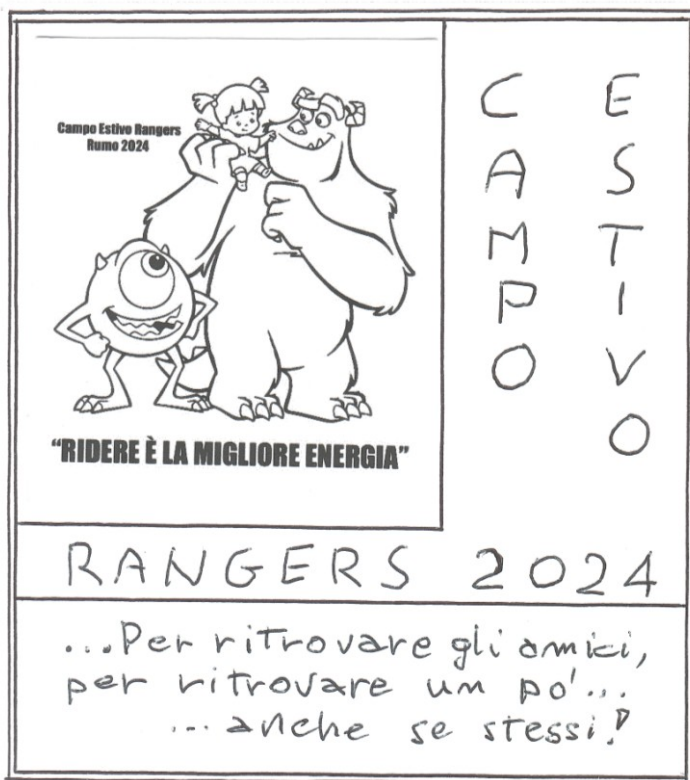 Campo Estivo Rangers
Rumo 2024
"RIDERE È LA MIGLIORE ENERGIA"
CAMPO
ESTIVO
RANGERS 2024
...Per ritrovare gli amici,
per ritrovare un pò...
...anche se stessi!